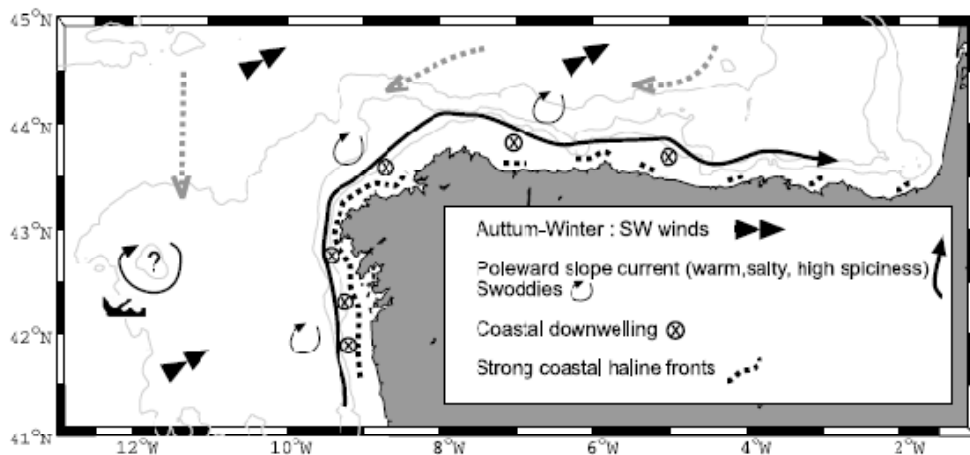 45°N
44°N
43°N
42°N
41°N
?
Auttum-Winter : SW winds
Poleward slope current (warm,salty, high spiciness)
Swoddies
Coastal downwelling
Strong coastal haline fronts
12°W 10°W 8°W 6°W 4°W 2°W